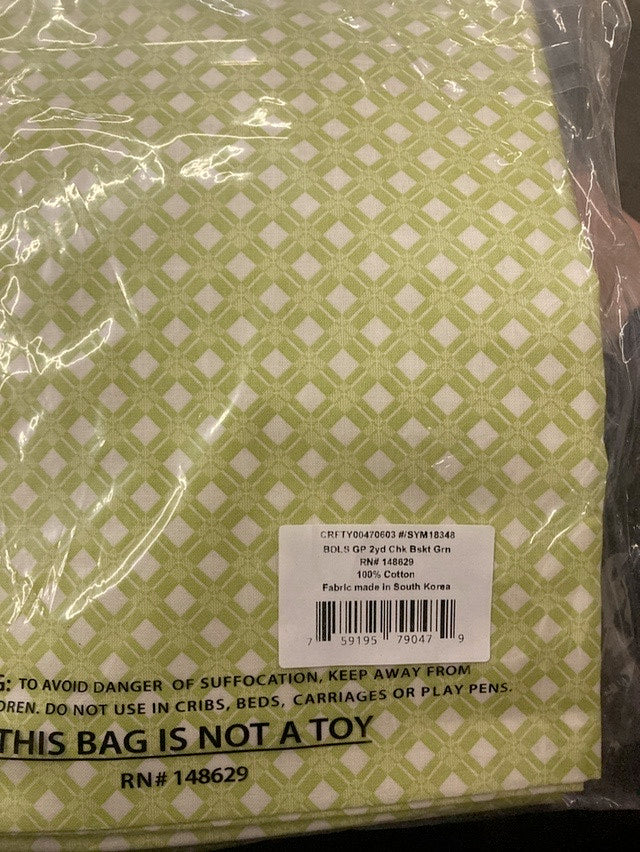 CRFTY00470603 #/SYM18348
BDLS GP 2yd Chk Bskt Grn
RN# 148629
100% Cotton
Fabric made in South Korea
7 59195 79047 9
G: TO AVOID DANGER OF SUFFOCATION, KEEP AWAY FROM
DREN. DO NOT USE IN CRIBS, BEDS, CARRIAGES OR PLAY PENS.
THIS BAG IS NOT A TOY
RN# 148629